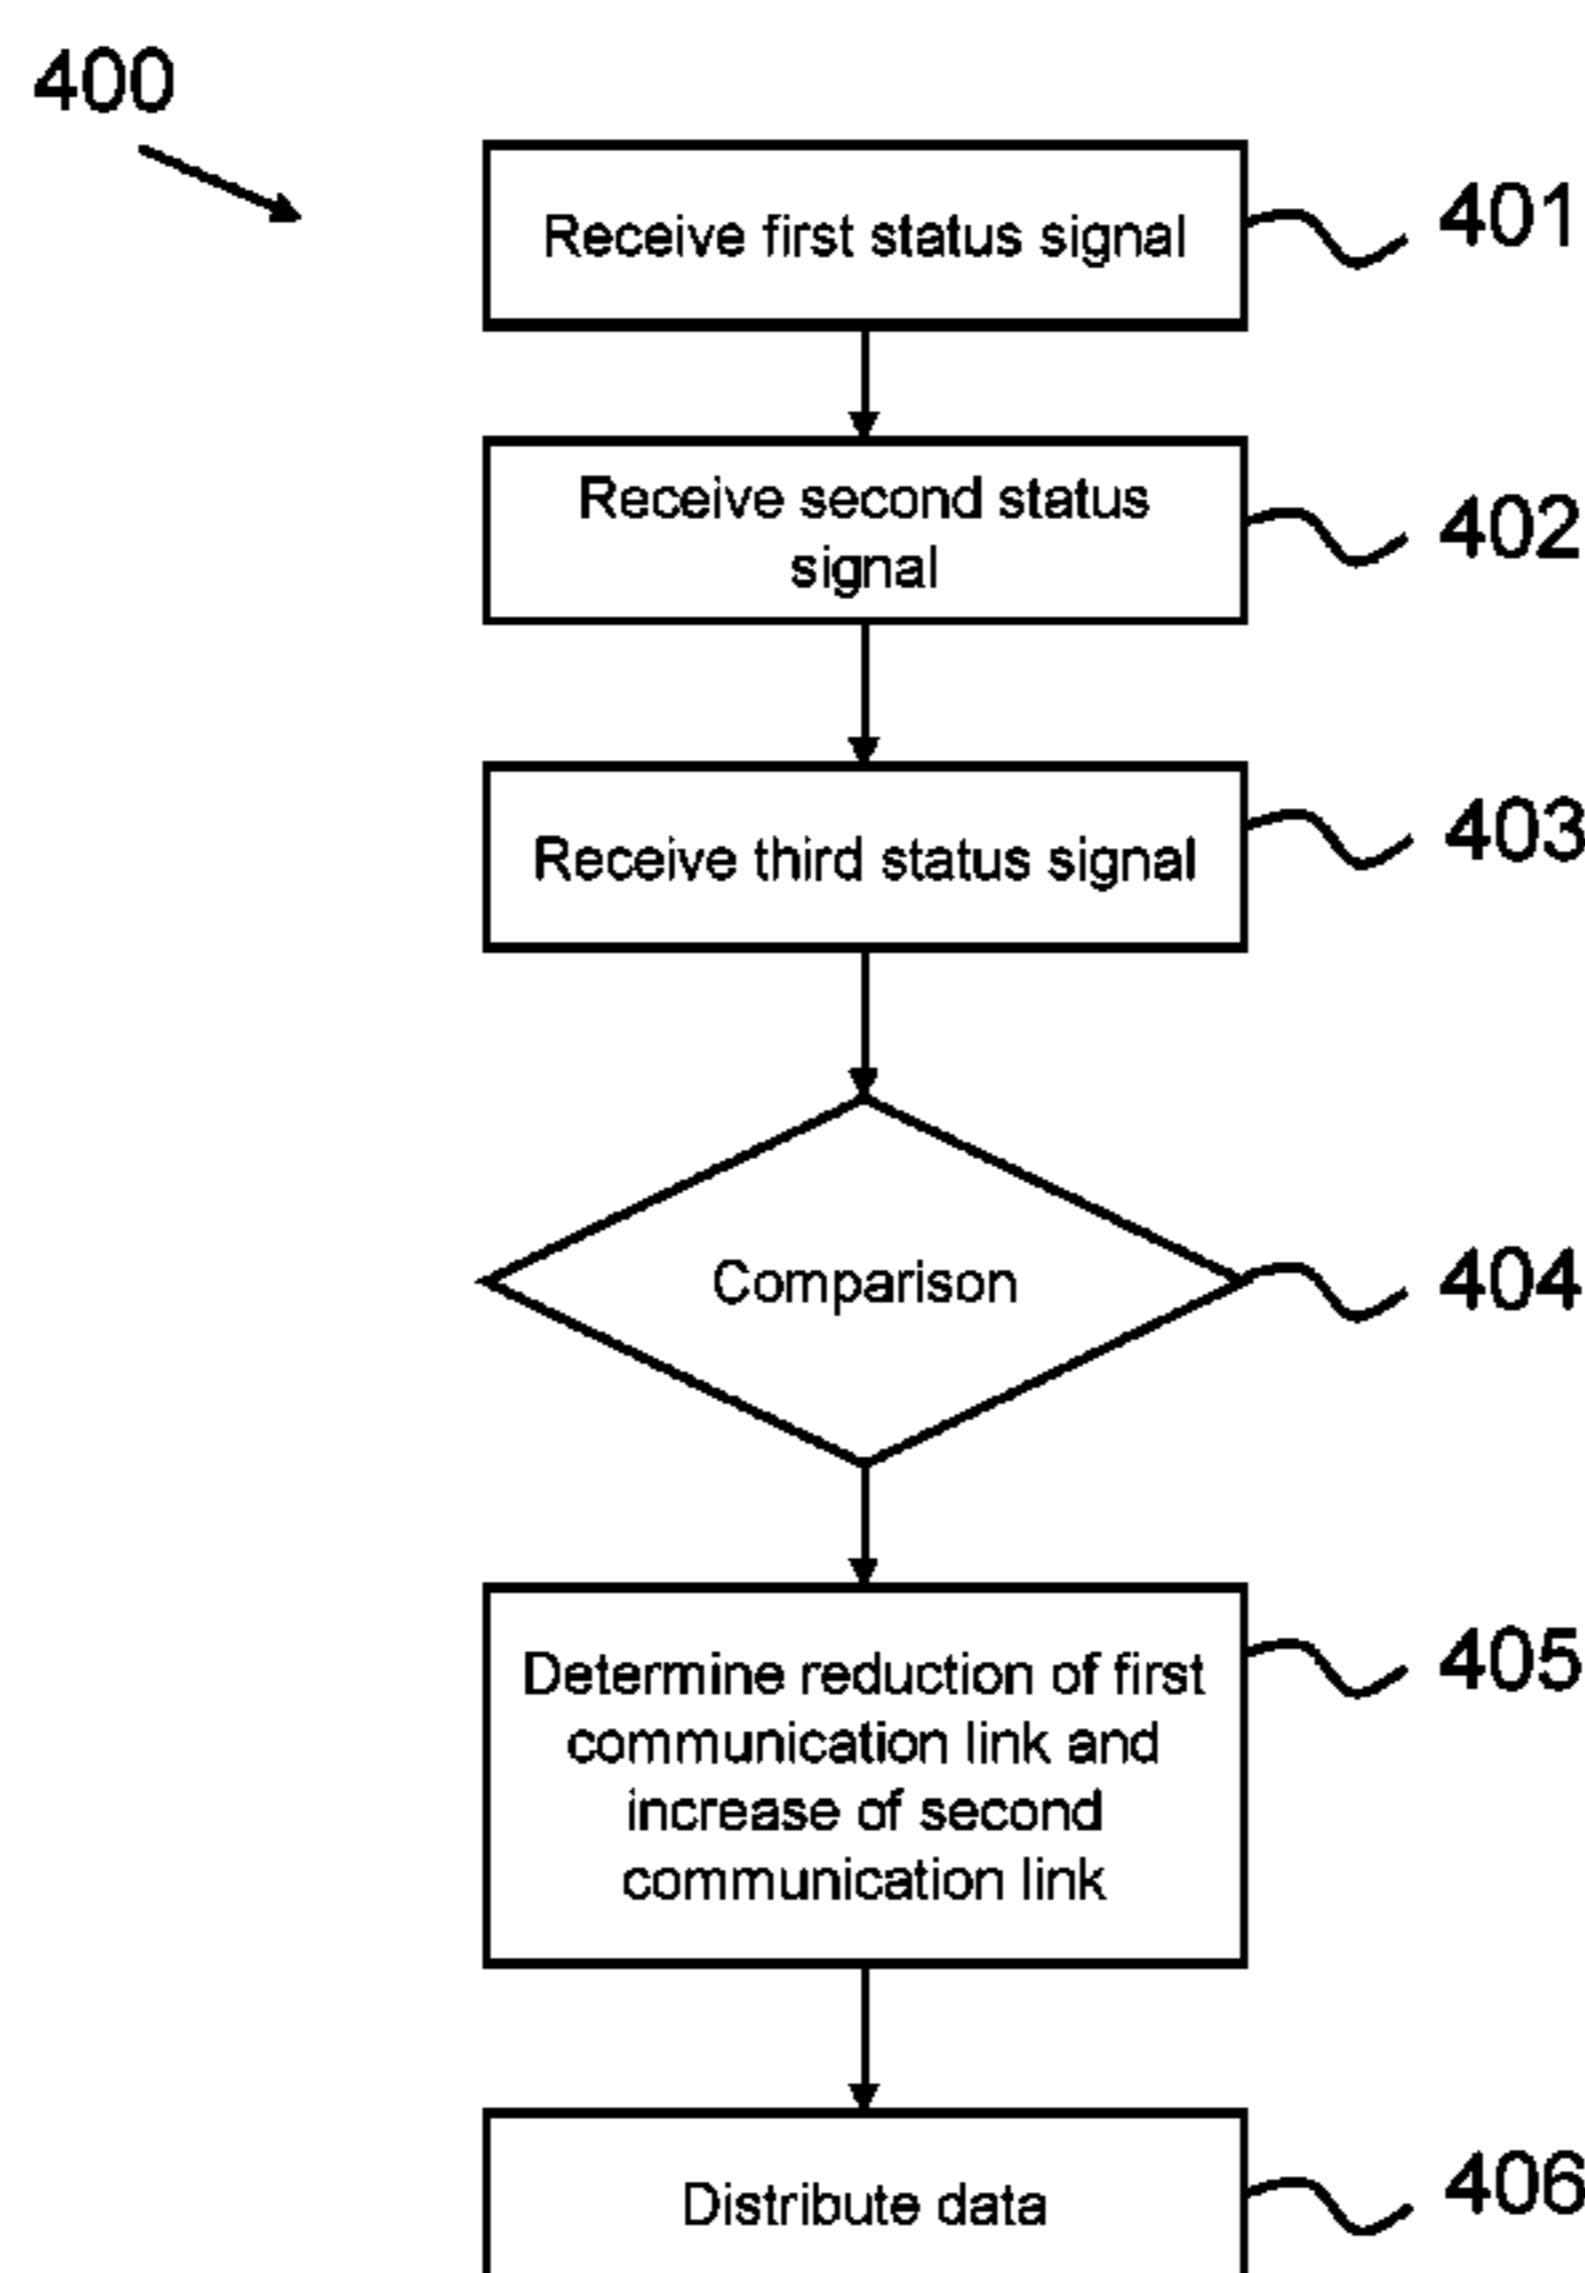 400
Receive first status signal
401
Receive second status
signal
402
Receive third status signal
403
Comparison
404
Determine reduction of first
communication link and
increase of second
communication link
405
Distribute data
406